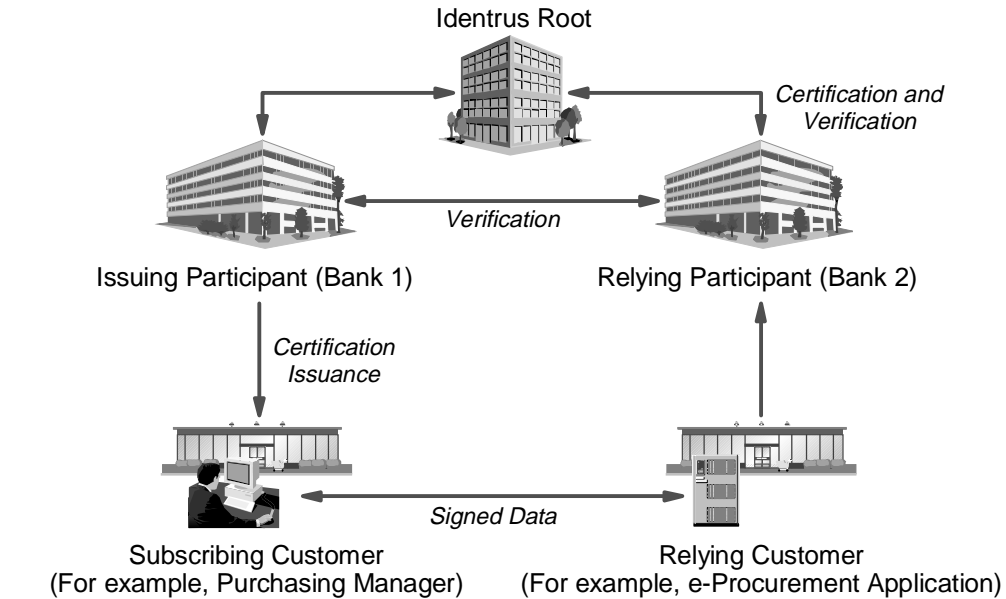 Identrus Root
Certification and
Verification
Verification
Issuing Participant (Bank 1)
Relying Participant (Bank 2)
Certification
Issuance
Signed Data
Subscribing Customer
(For example, Purchasing Manager)
Relying Customer
(For example, e-Procurement Application)